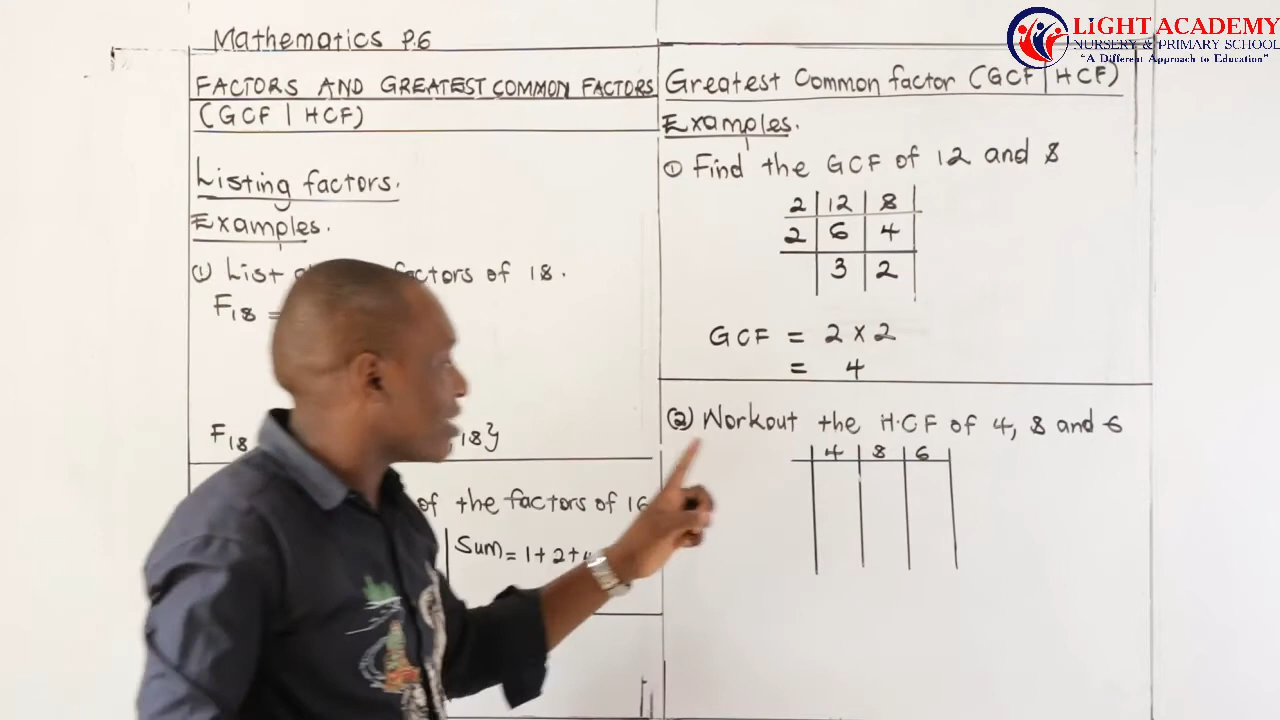 LIGHT ACADEMY
NURSERY & PRIMARY SCHOOL
"A Different Approach to Education"
Mathematics P.6
FACTORS AND GREATEST COMMON FACTORS
(GCF | HCF)
Listing factors.
Examples.
(1) List factors of 18.
F18 =
F18 , 18}
of the factors of 16
Sum = 1 + 2 +
Greatest Common factor (GCF | HCF)
Examples.
(1) Find the GCF of 12 and 8
2 | 12 | 8 |
2 | 6 | 4 |
| 3 | 2 |
GCF = 2 x 2
= 4
(2) Workout the H.C.F of 4, 8 and 6
| 4 | 8 | 6 |